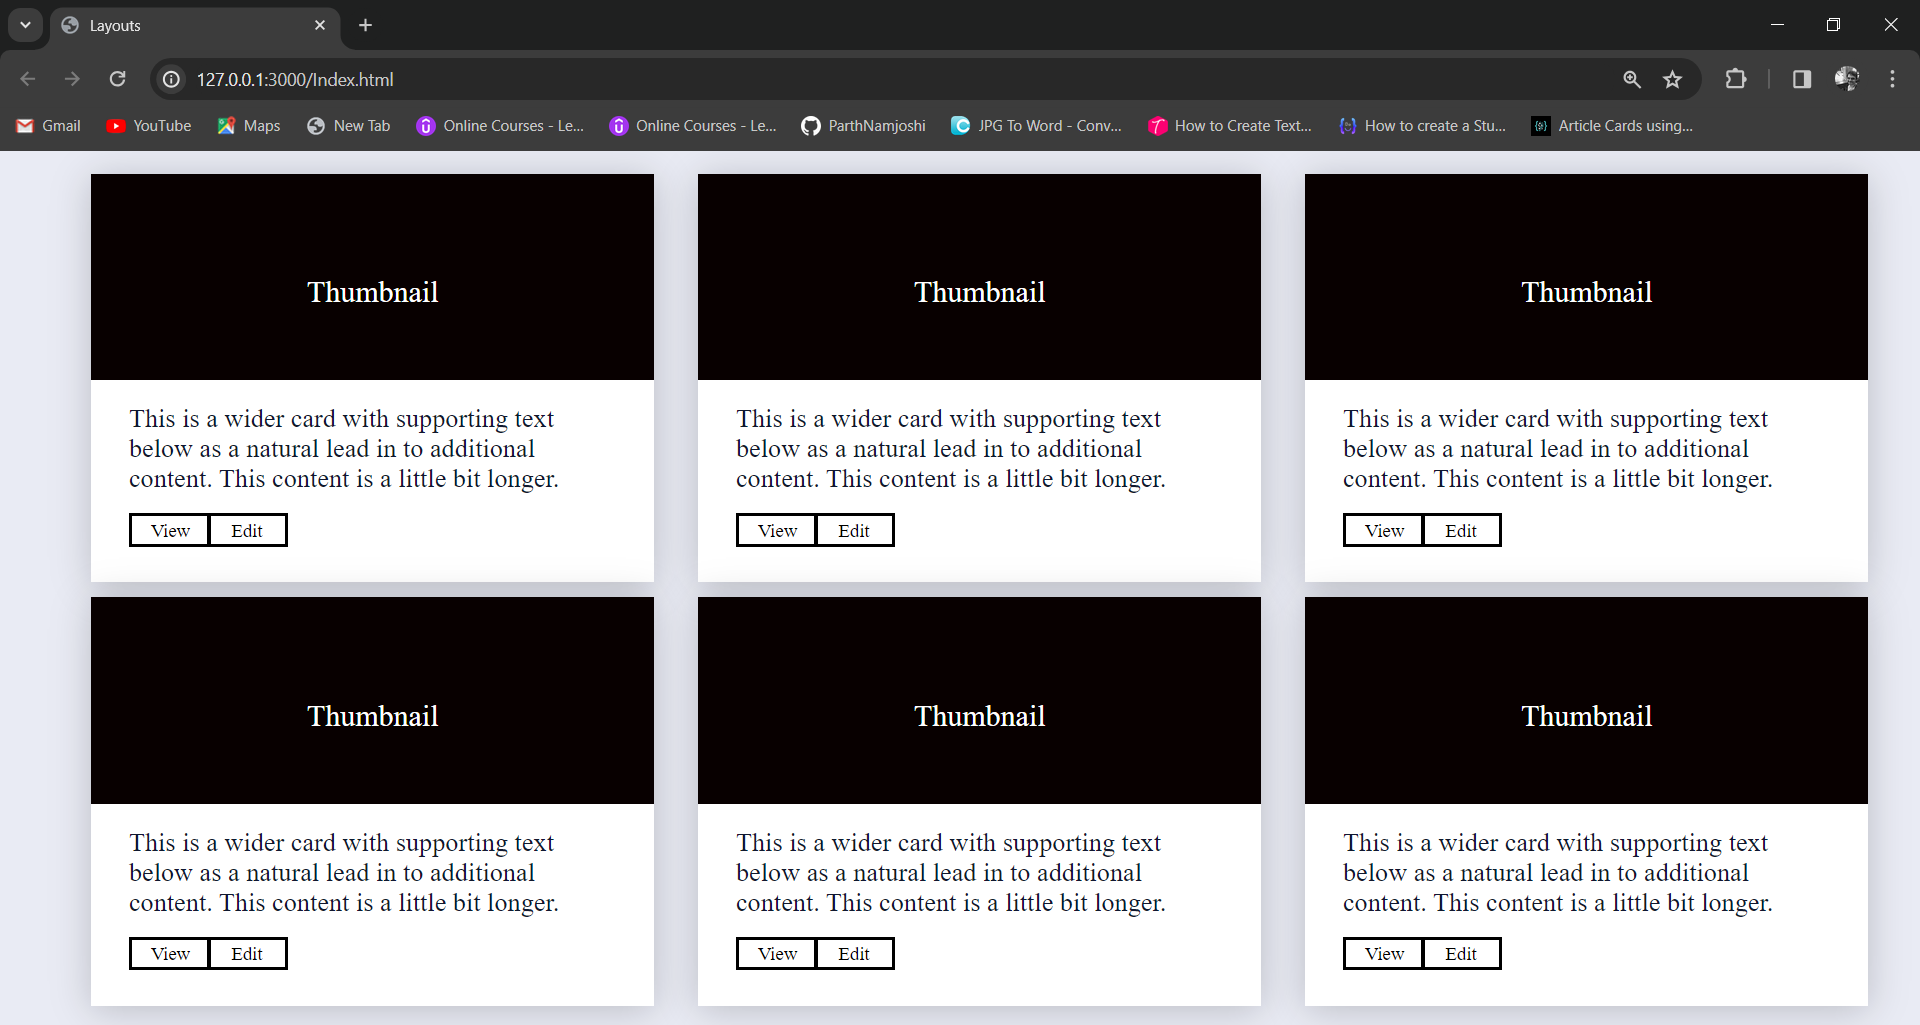 Layouts
127.0.0.1:3000/Index.html
Gmail YouTube Maps New Tab Online Courses - Le... Online Courses - Le... ParthNamjoshi JPG To Word - Conv... How to Create Text... How to create a Stu... Article Cards using...
Thumbnail
This is a wider card with supporting text
below as a natural lead in to additional
content. This content is a little bit longer.
View Edit
Thumbnail
This is a wider card with supporting text
below as a natural lead in to additional
content. This content is a little bit longer.
View Edit
Thumbnail
This is a wider card with supporting text
below as a natural lead in to additional
content. This content is a little bit longer.
View Edit
Thumbnail
This is a wider card with supporting text
below as a natural lead in to additional
content. This content is a little bit longer.
View Edit
Thumbnail
This is a wider card with supporting text
below as a natural lead in to additional
content. This content is a little bit longer.
View Edit
Thumbnail
This is a wider card with supporting text
below as a natural lead in to additional
content. This content is a little bit longer.
View Edit